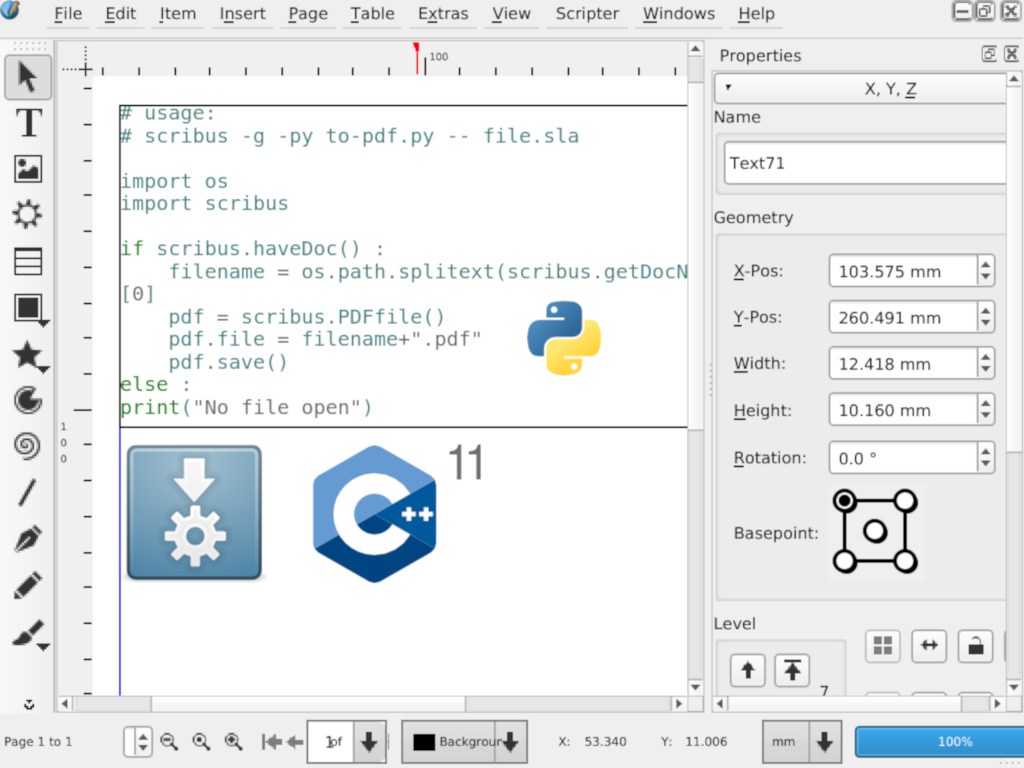 File Edit Item Insert Page Table Extras View Scripter Windows Help
100
Properties
X, Y, Z
Name
Text71
Geometry
X-Pos: 103.575 mm
Y-Pos: 260.491 mm
Width: 12.418 mm
Height: 10.160 mm
Rotation: 0.0 °
Basepoint:
Level
7
# usage:
# scribus -g -py to-pdf.py -- file.sla
import os
import scribus
if scribus.haveDoc() :
filename = os.path.splitext(scribus.getDocN
[0]
pdf = scribus.PDFfile()
pdf.file = filename+".pdf"
pdf.save()
else :
print("No file open")
100
C++
11
Page 1 to 1
1of
Backgroun
X: 53.340 Y: 11.006
mm
100%